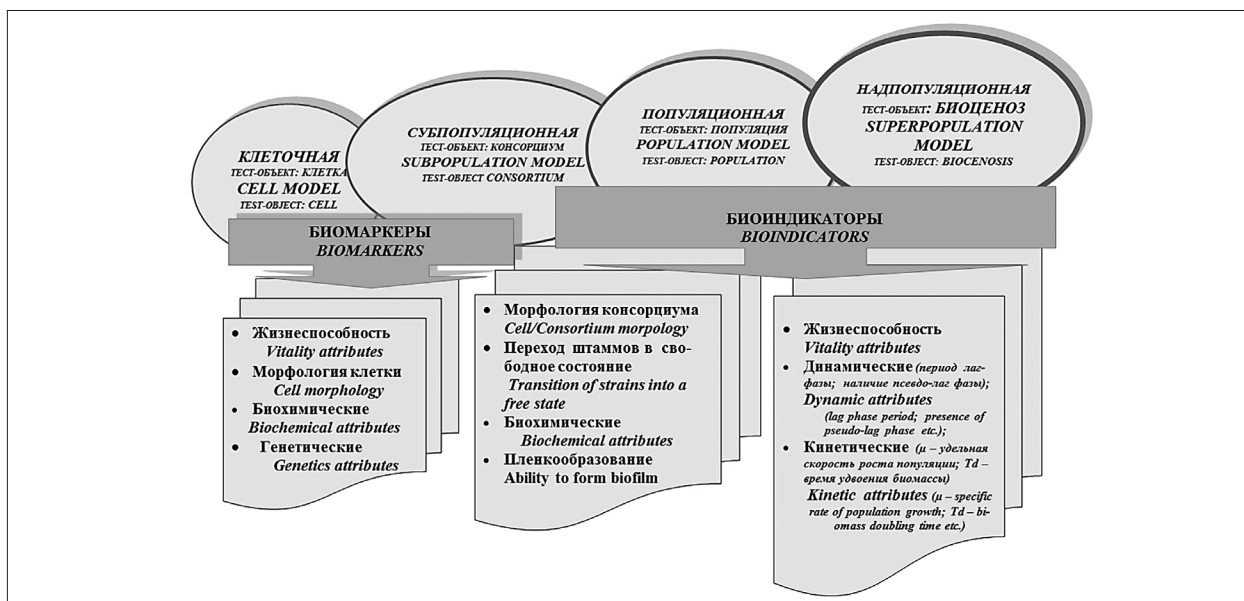 КЛЕТОЧНАЯ
ТЕСТ-ОБЪЕКТ: КЛЕТКА
CELL MODEL
TEST-OBJECT: CELL
СУБПОПУЛЯЦИОННАЯ
ТЕСТ-ОБЪЕКТ: КОНСОРЦИУМ
SUBPOPULATION MODEL
TEST-OBJECT CONSORTIUM
ПОПУЛЯЦИОННАЯ
ТЕСТ-ОБЪЕКТ: ПОПУЛЯЦИЯ
POPULATION MODEL
TEST-OBJECT: POPULATION
НАДПОПУЛЯЦИОННАЯ
ТЕСТ-ОБЪЕКТ: БИОЦЕНОЗ
SUPERPOPULATION
MODEL
TEST-OBJECT: BIOCENOSIS
БИОМАРКЕРЫ
BIOMARKERS
БИОИНДИКАТОРЫ
BIOINDICATORS
• Жизнеспособность
Vitality attributes
• Морфология клетки
Cell morphology
• Биохимические
Biochemical attributes
• Генетические
Genetics attributes
• Морфология консорциума
Cell/Consortium morpology
• Переход штаммов в сво-
бодное состояние
Transition of strains into a
free state
• Биохимические
Biochemical attributes
• Пленкообразование
Ability to form biofilm
• Жизнеспособность
Vitality attributes
• Динамические (период лаг-
фазы; наличие псевдо-лаг фазы);
Dynamic attributes
(lag phase period; presence of
pseudo-lag phase etc.);
• Кинетические (μ – удельная
скорость роста популяции; Td –
время удвоения биомассы)
Kinetic attributes (μ – specific
rate of population growth; Td – bi-
omass doubling time etc.)